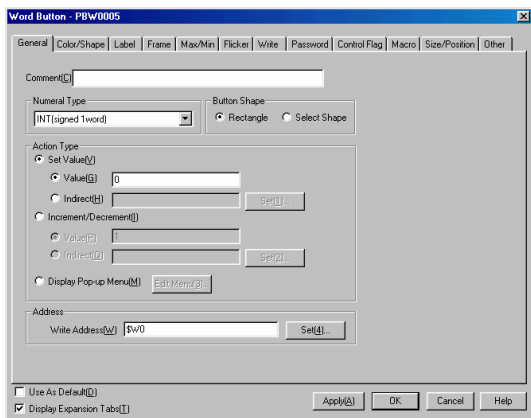 Word Button - PBW0005
General Color/Shape Label Frame Max/Min Flicker Write Password Control Flag Macro Size/Position Other
Comment(C)
Numeral Type
INT(signed 1word)
Button Shape
Rectangle Select Shape
Action Type
Set Value(V)
Value(G) 0
Indirect(H) Set(1)...
Increment/Decrement(I)
Value(P) 1
Indirect(Q) Set(2)...
Display Pop-up Menu(M) Edit Menu(3)...
Address
Write Address(W) $W0 Set(4)...
Use As Default(D)
Display Expansion Tabs(T)
Apply(A) OK Cancel Help